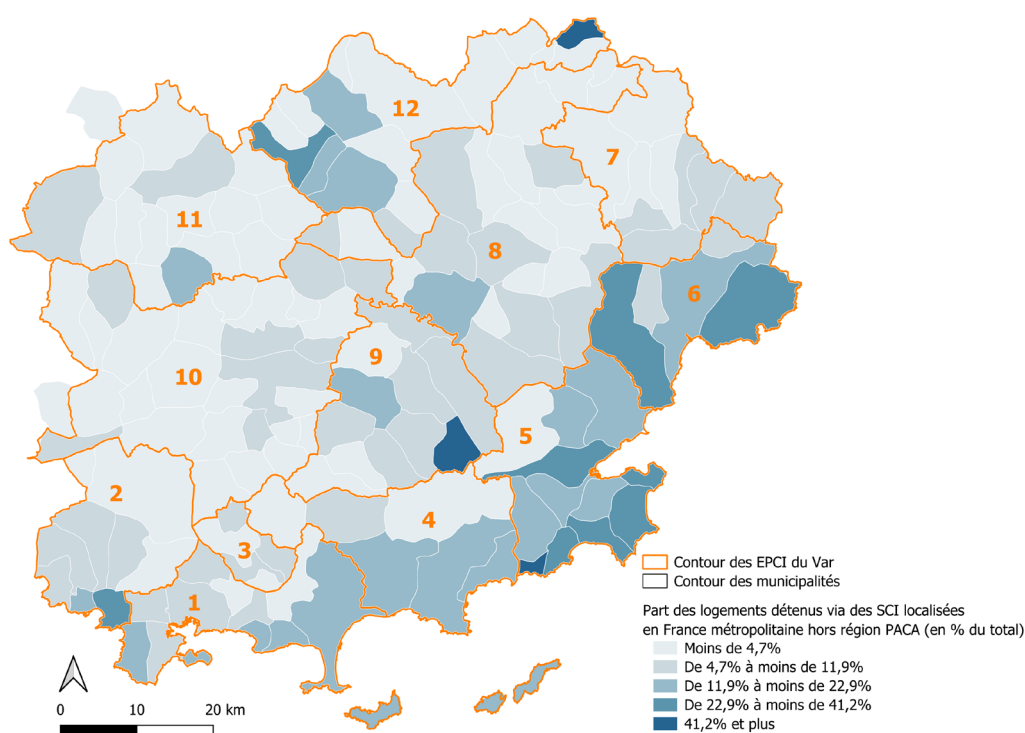 12
7
11
8
6
9
10
5
2
4
3
1
Contour des EPCI du Var
Contour des municipalités
Part des logements détenus via des SCI localisées
en France métropolitaine hors région PACA (en % du total)
Moins de 4,7%
De 4,7% à moins de 11,9%
De 11,9% à moins de 22,9%
De 22,9% à moins de 41,2%
41,2% et plus
0 10 20 km